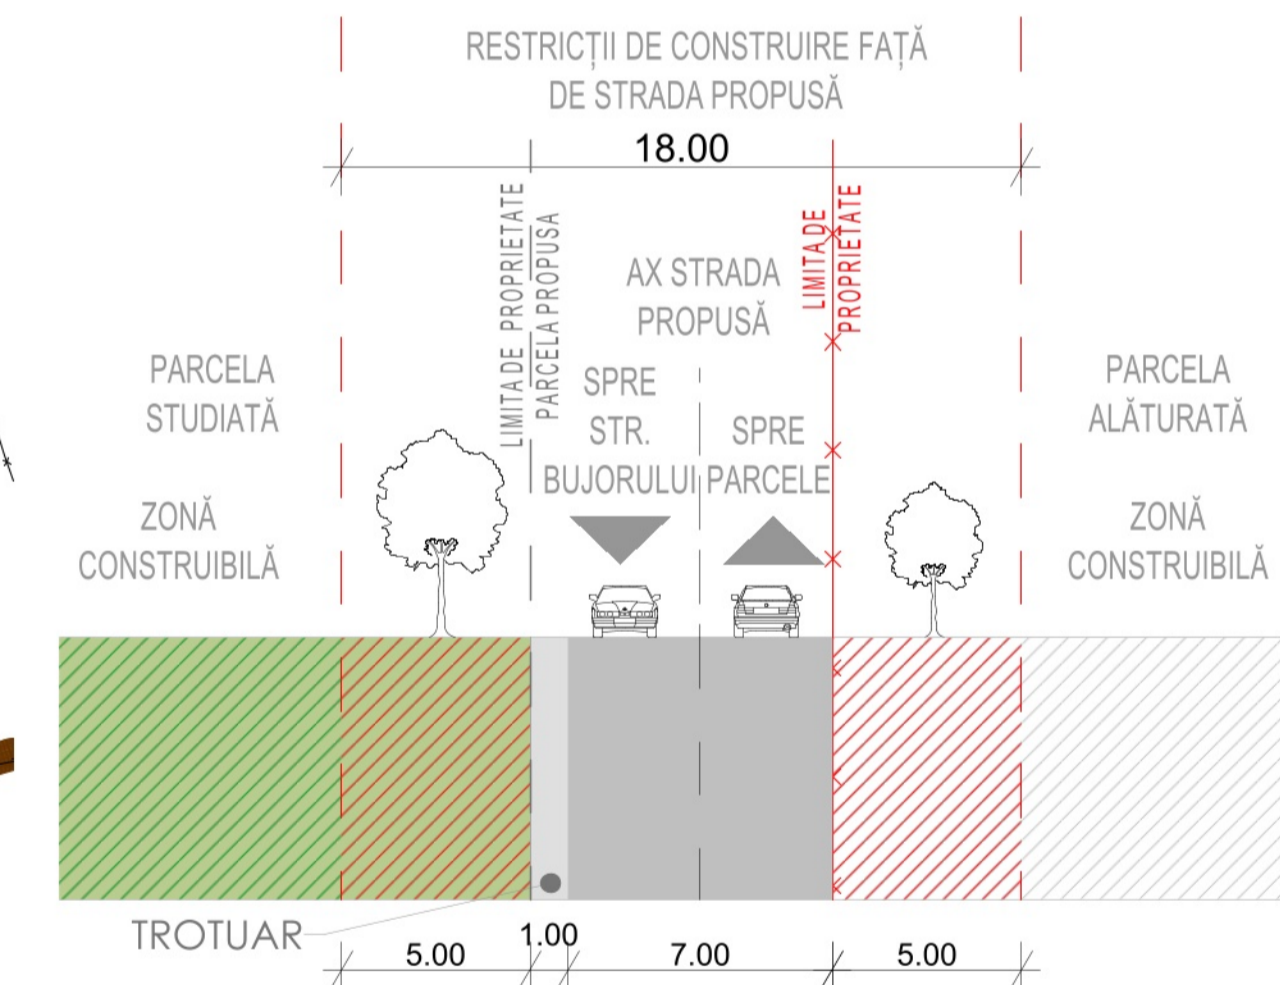 RESTRICȚII DE CONSTRUIRE FAȚĂ
DE STRADA PROPUSĂ
18.00
LIMITA DE PROPRIETATE
PARCELA PROPUSA
LIMITA DE
PROPRIETATE
AX STRADA
PROPUSĂ
PARCELA
STUDIATĂ
SPRE
STR.
BUJORULUI
SPRE
PARCELE
PARCELA
ALĂTURATĂ
ZONĂ
CONSTRUIBILĂ
ZONĂ
CONSTRUIBILĂ
TROTUAR
5.00
1.00
7.00
5.00